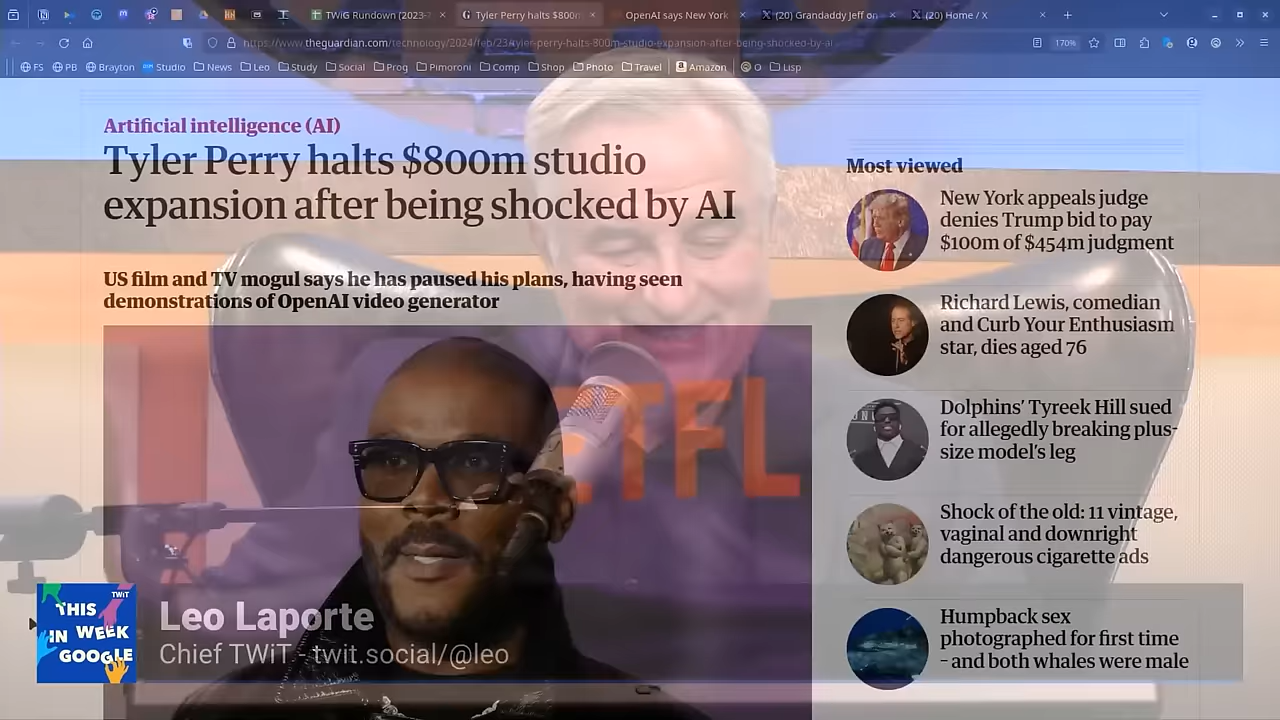 TWiG Rundown (2023-
Tyler Perry halts $800m
OpenAI says New York
(20) Grandaddy Jeff on
(20) Home / X
https://www.theguardian.com/technology/2024/feb/23/tyler-perry-halts-800m-studio-expansion-after-being-shocked-by-ai
170%
FS PB Brayton Studio News Leo Study Social Prog Pimoroni Comp Shop Photo Travel Amazon O Lisp
Artificial intelligence (AI)
Tyler Perry halts $800m studio
expansion after being shocked by AI
US film and TV mogul says he has paused his plans, having seen
demonstrations of OpenAI video generator
ETFL
Most viewed
New York appeals judge
denies Trump bid to pay
$100m of $454m judgment
Richard Lewis, comedian
and Curb Your Enthusiasm
star, dies aged 76
Dolphins’ Tyreek Hill sued
for allegedly breaking plus-
size model’s leg
Shock of the old: 11 vintage,
vaginal and downright
dangerous cigarette ads
Humpback sex
photographed for first time
– and both whales were male
TWiT
THIS
IN WEEK
GOOGLE
Leo Laporte
Chief TWiT - twit.social/@leo